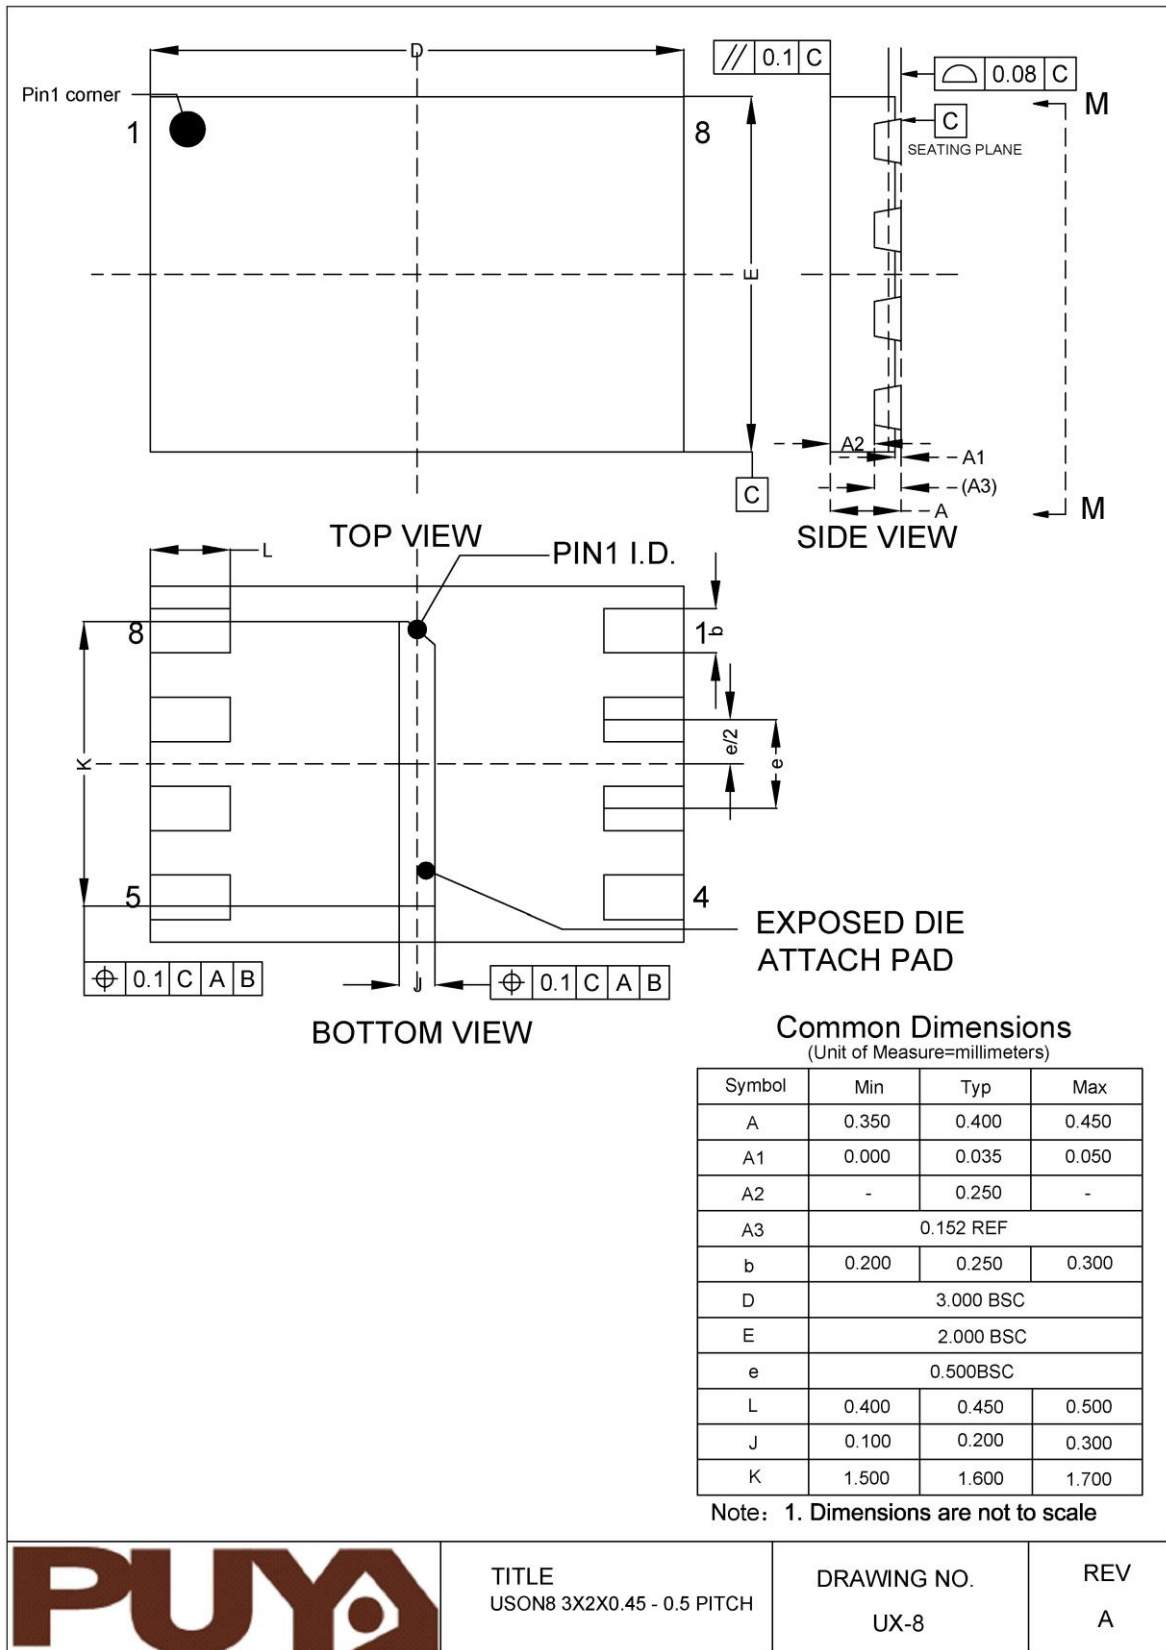 D
// 0.1 C
⌓ 0.08 C
Pin1 corner
M
1
8
C
SEATING PLANE
E
A2
A1
(A3)
C
A
M
TOP VIEW
SIDE VIEW
L
PIN1 I.D.
8
1
b
e/2
K
e
5
4
EXPOSED DIE
ATTACH PAD
⌖ 0.1 C A B
J
⌖ 0.1 C A B
BOTTOM VIEW
Common Dimensions
(Unit of Measure=millimeters)
Symbol Min Typ Max
A 0.350 0.400 0.450
A1 0.000 0.035 0.050
A2 - 0.250 -
A3 0.152 REF
b 0.200 0.250 0.300
D 3.000 BSC
E 2.000 BSC
e 0.500BSC
L 0.400 0.450 0.500
J 0.100 0.200 0.300
K 1.500 1.600 1.700
Note: 1. Dimensions are not to scale
PUYA
TITLE
USON8 3X2X0.45 - 0.5 PITCH
DRAWING NO.
UX-8
REV
A